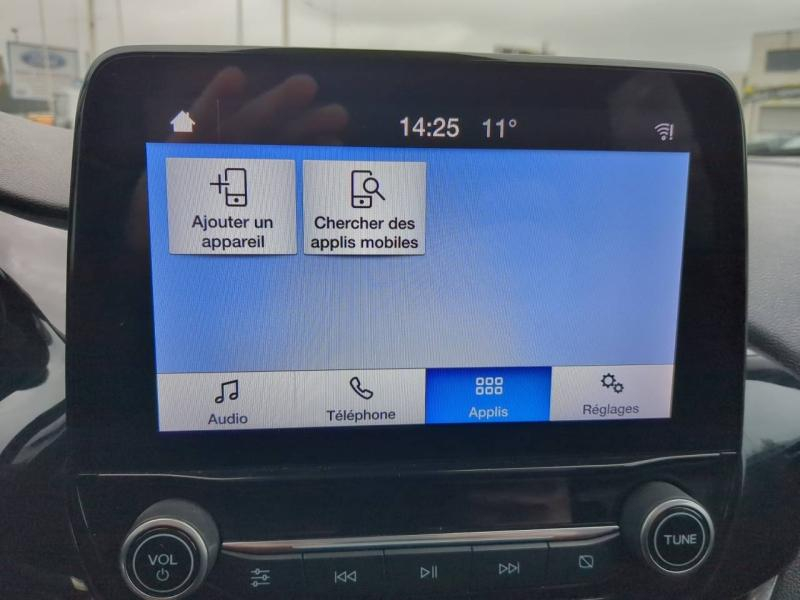 14:25 11°
Ajouter un
appareil
Chercher des
applis mobiles
Audio
Téléphone
Applis
Réglages
VOL
TUNE